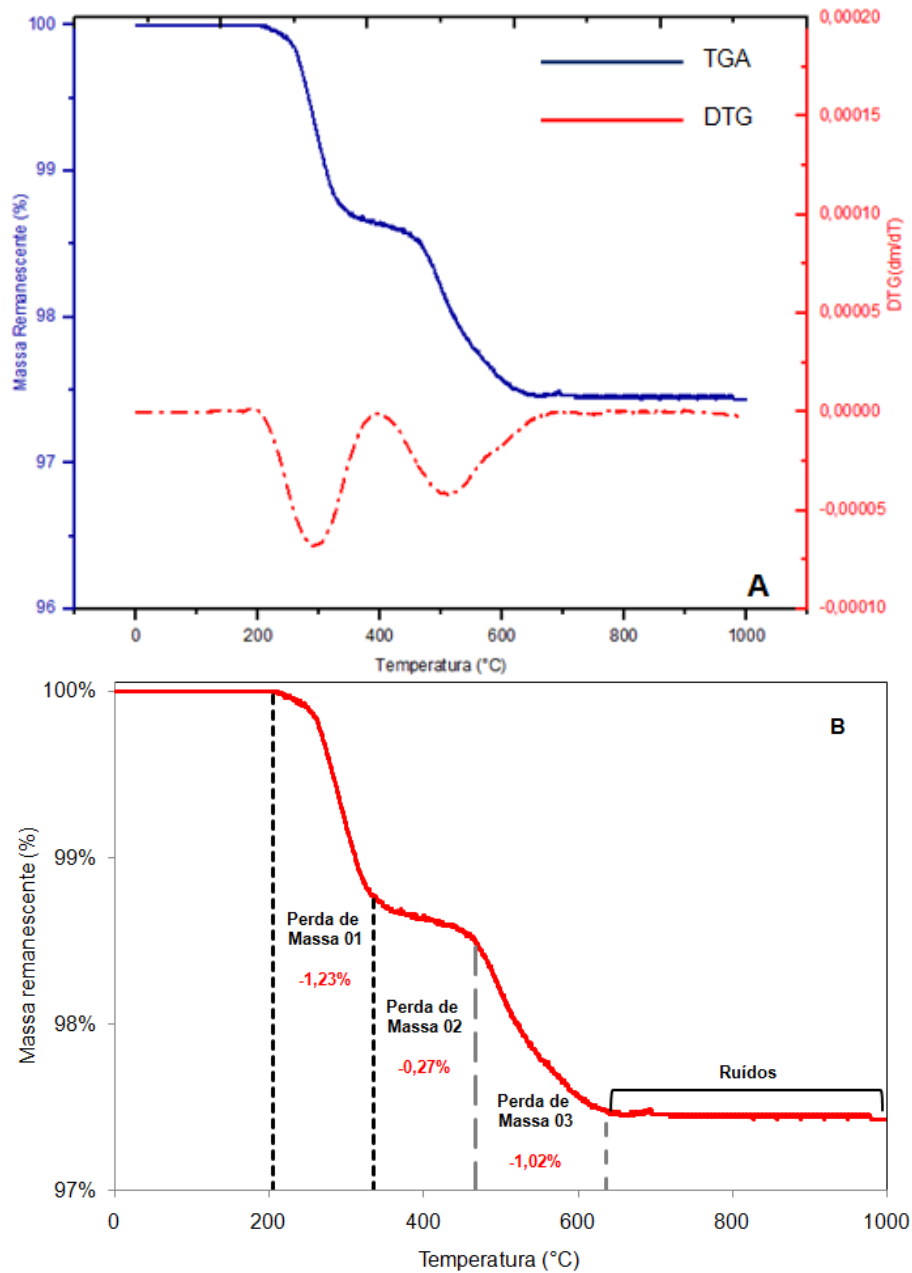 100
99
98
97
96
Massa Remanescente (%)
TGA
DTG
0,00020
0,00015
0,00010
0,00005
0,00000
-0,00005
-0,00010
DTG(dm/dT)
A
0 200 400 600 800 1000
Temperatura (°C)
100%
99%
98%
97%
Massa remanescente (%)
B
Perda de
Massa 01
-1,23%
Perda de
Massa 02
-0,27%
Perda de
Massa 03
-1,02%
Ruídos
0 200 400 600 800 1000
Temperatura (°C)